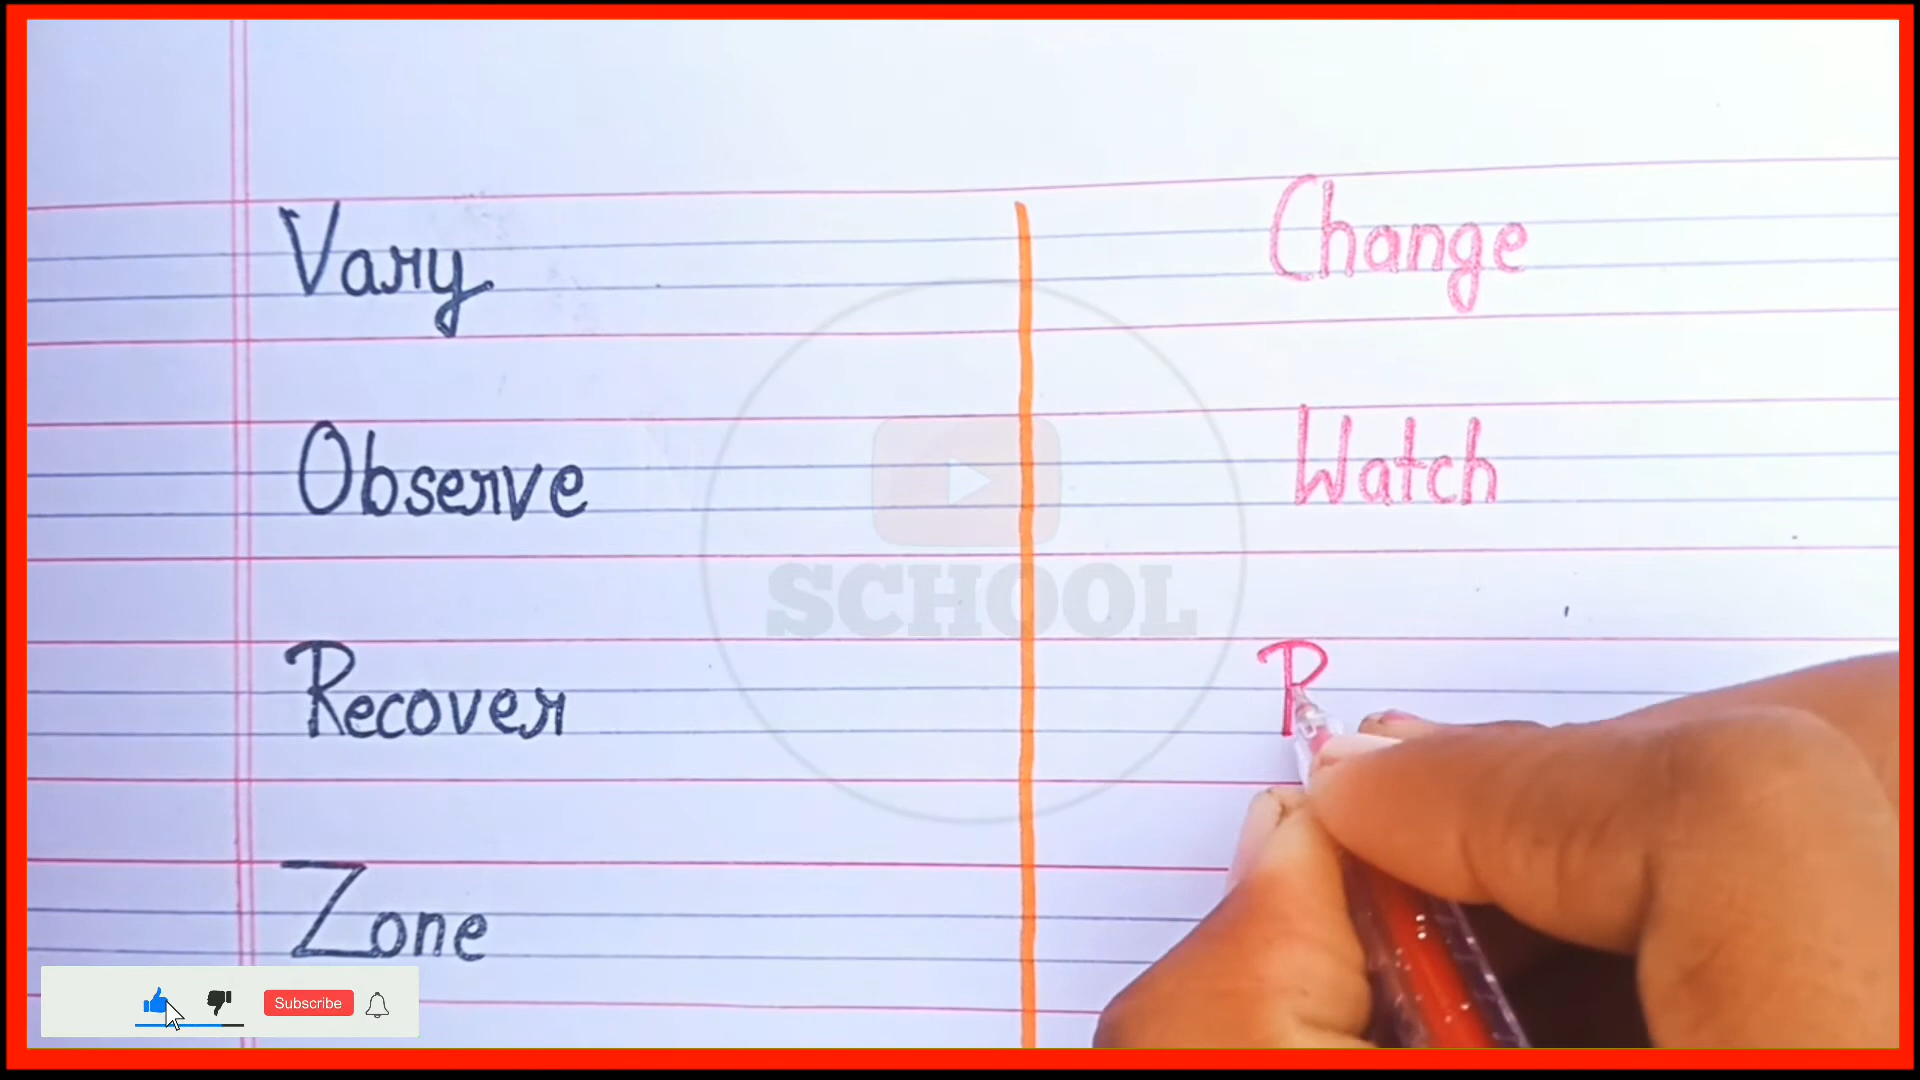 Vary Change
Observe Watch
SCHOOL
Recover R
Zone
Subscribe